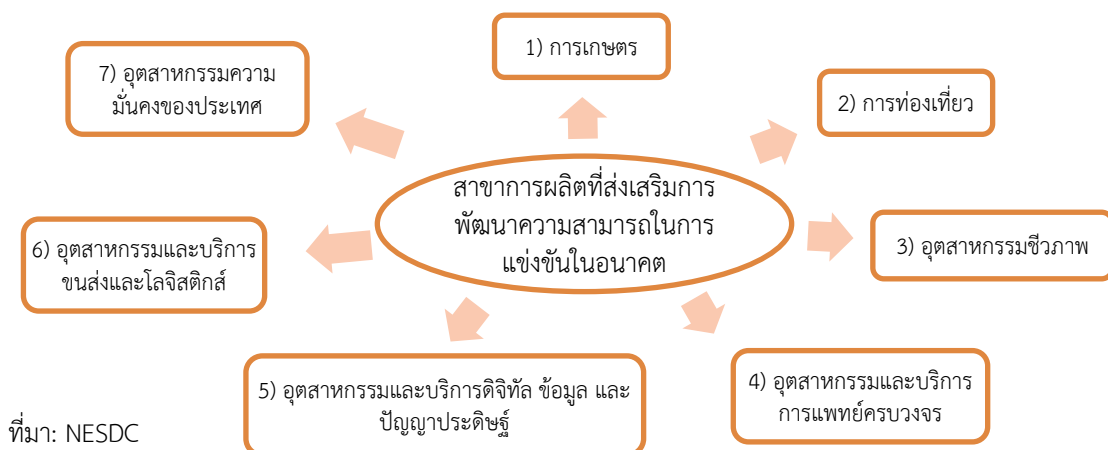 1) การเกษตร
2) การท่องเที่ยว
3) อุตสาหกรรมชีวภาพ
4) อุตสาหกรรมและบริการ
การแพทย์ครบวงจร
5) อุตสาหกรรมและบริการดิจิทัล ข้อมูล และ
ปัญญาประดิษฐ์
6) อุตสาหกรรมและบริการ
ขนส่งและโลจิสติกส์
7) อุตสาหกรรมความ
มั่นคงของประเทศ
สาขาการผลิตที่ส่งเสริมการ
พัฒนาความสามารถในการ
แข่งขันในอนาคต
ที่มา: NESDC